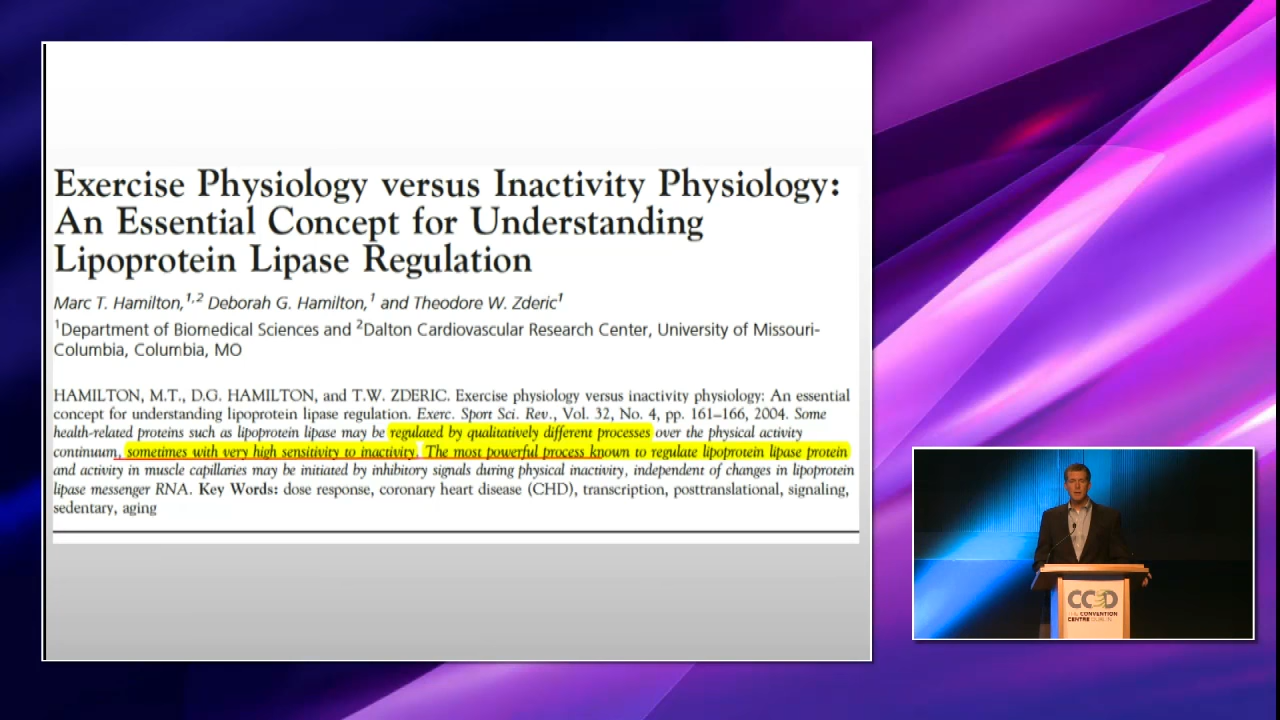 Exercise Physiology versus Inactivity Physiology:
An Essential Concept for Understanding
Lipoprotein Lipase Regulation
Marc T. Hamilton,1,2 Deborah G. Hamilton,1 and Theodore W. Zderic1
1Department of Biomedical Sciences and 2Dalton Cardiovascular Research Center, University of Missouri-
Columbia, Columbia, MO
HAMILTON, M.T., D.G. HAMILTON, and T.W. ZDERIC. Exercise physiology versus inactivity physiology: An essential
concept for understanding lipoprotein lipase regulation. Exerc. Sport Sci. Rev., Vol. 32, No. 4, pp. 161–166, 2004. Some
health-related proteins such as lipoprotein lipase may be regulated by qualitatively different processes over the physical activity
continuum, sometimes with very high sensitivity to inactivity. The most powerful process known to regulate lipoprotein lipase protein
and activity in muscle capillaries may be initiated by inhibitory signals during physical inactivity, independent of changes in lipoprotein
lipase messenger RNA. Key Words: dose response, coronary heart disease (CHD), transcription, posttranslational, signaling,
sedentary, aging
CCD
THE CONVENTION
CENTRE DUBLIN